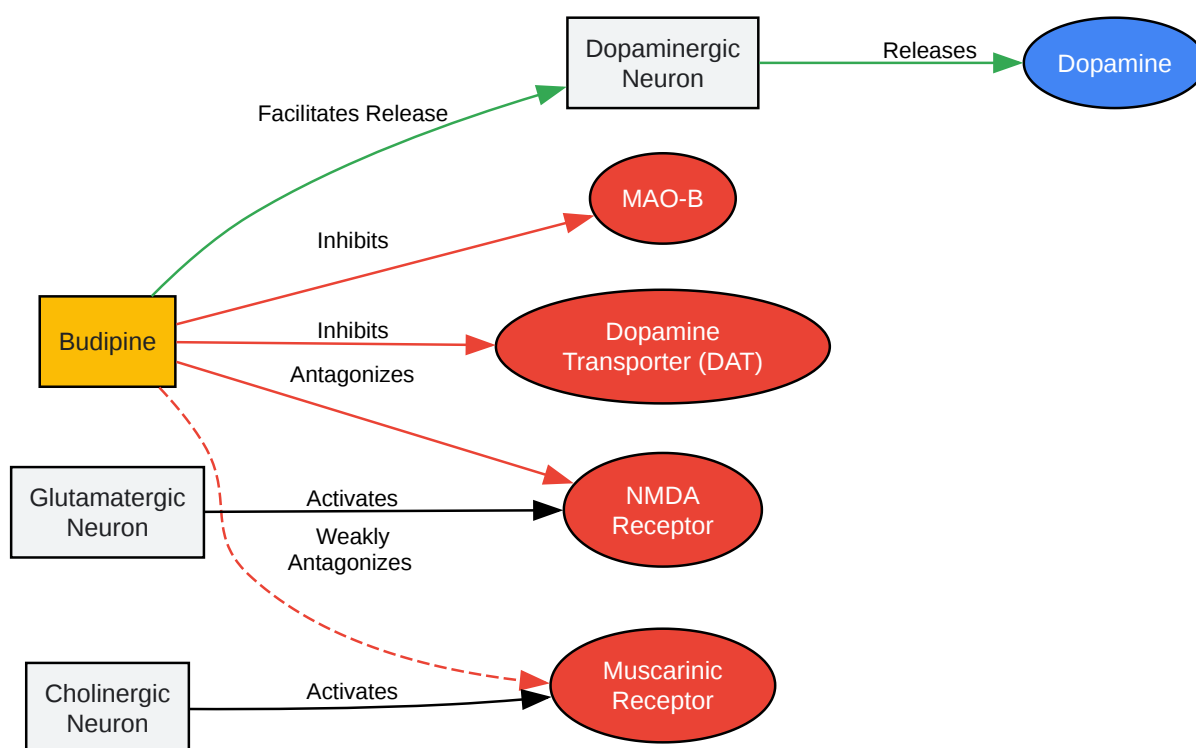 Dopaminergic
Neuron
Releases
Dopamine
Facilitates Release
MAO-B
Inhibits
Budipine
Inhibits
Dopamine
Transporter (DAT)
Antagonizes
Glutamatergic
Neuron
Activates
NMDA
Receptor
Weakly
Antagonizes
Cholinergic
Neuron
Activates
Muscarinic
Receptor